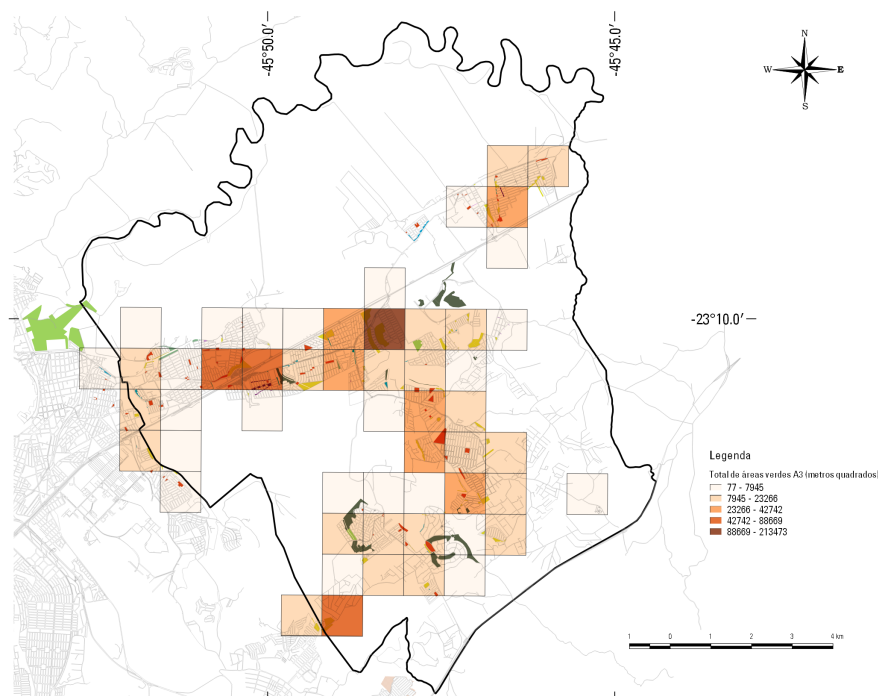 -45°50.0'
-45°45.0'
N
W
E
S
-23°10.0'
Legenda
Total de áreas verdes A3 (metros quadrados)
77 - 7945
7945 - 23266
23266 - 42742
42742 - 88669
88669 - 213473
1 0 1 2 3 4 km